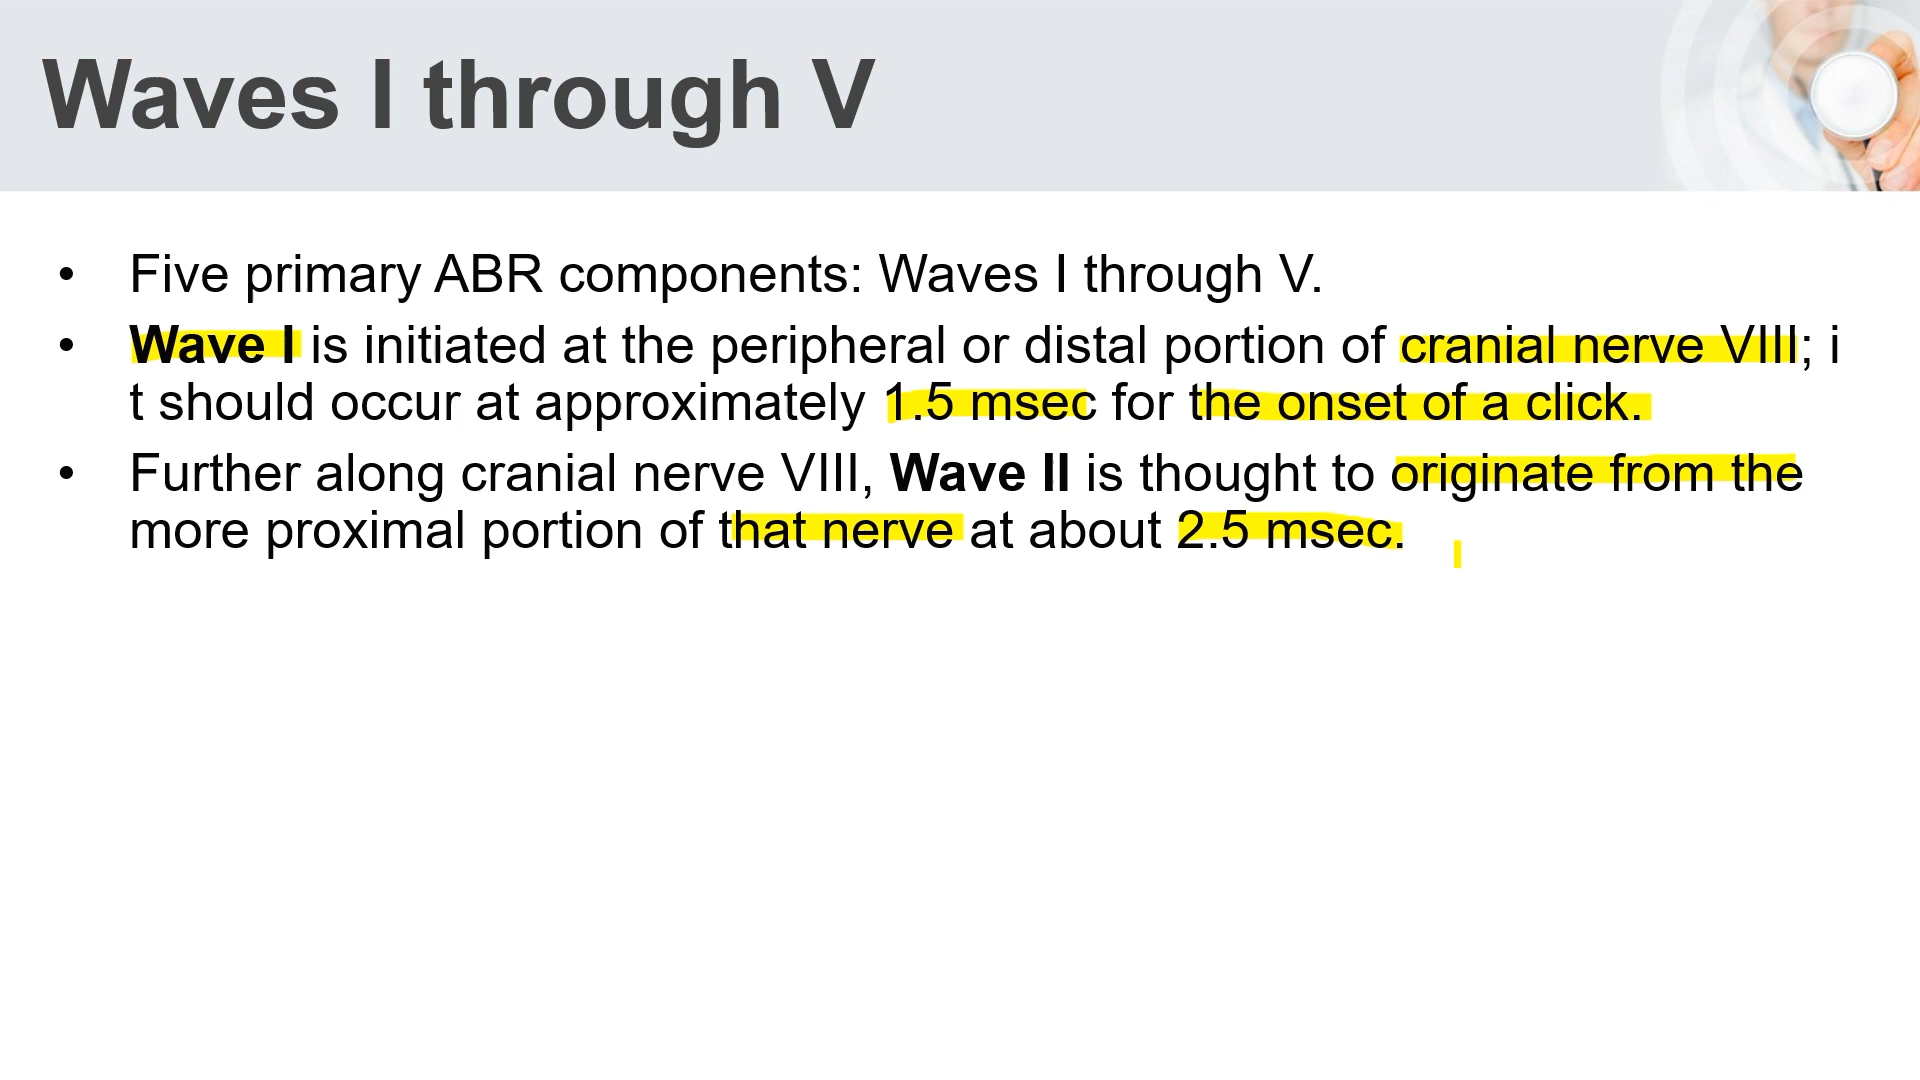 Waves I through V
• Five primary ABR components: Waves I through V.
• Wave I is initiated at the peripheral or distal portion of cranial nerve VIII; i
t should occur at approximately 1.5 msec for the onset of a click.
• Further along cranial nerve VIII, Wave II is thought to originate from the
more proximal portion of that nerve at about 2.5 msec.